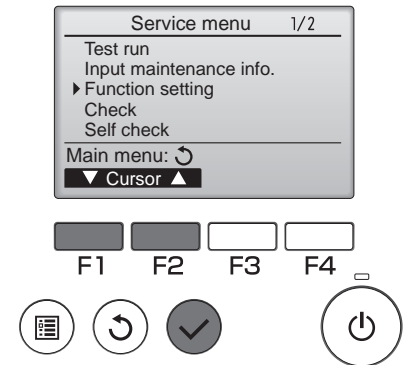 Service menu 1/2
Test run
Input maintenance info.
Function setting
Check
Self check
Main menu:
Cursor
F1 F2 F3 F4